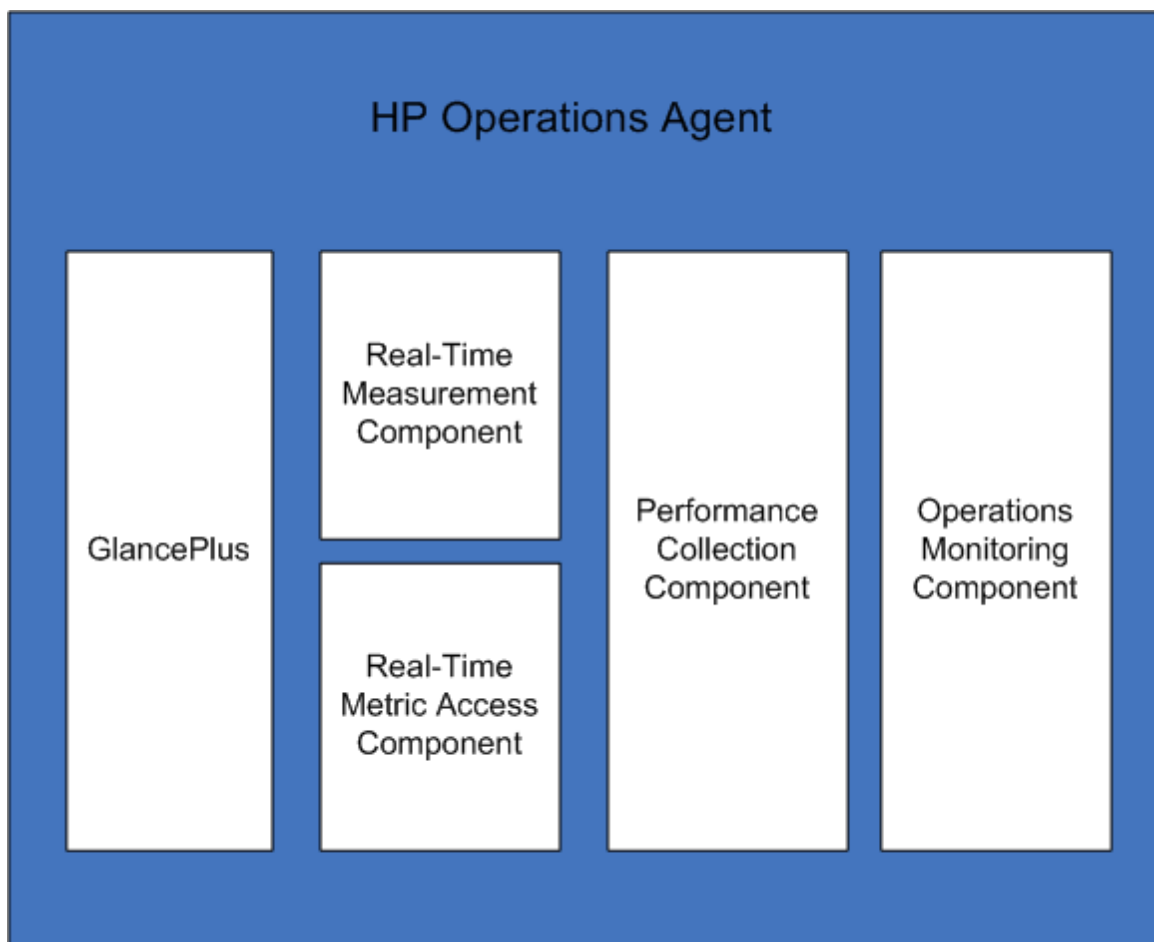 HP Operations Agent
GlancePlus
Real-Time
Measurement
Component
Real-Time
Metric Access
Component
Performance
Collection
Component
Operations
Monitoring
Component